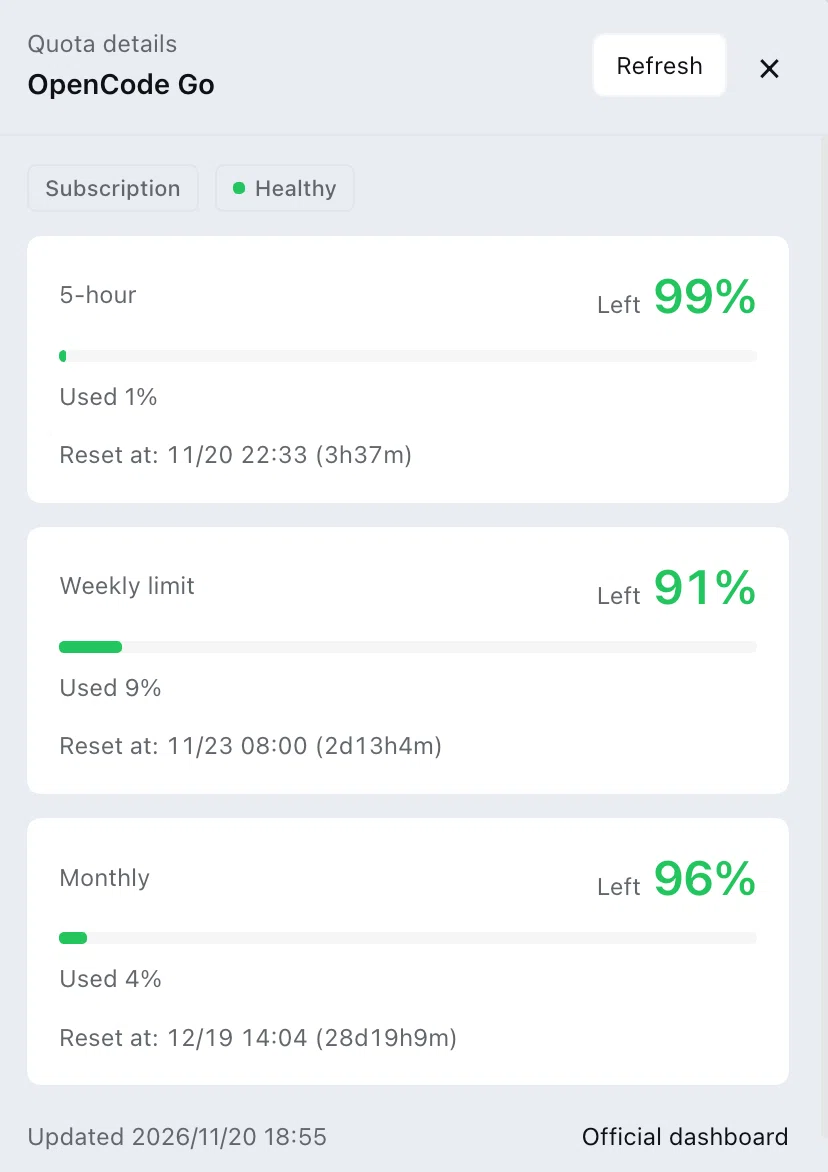 Quota details
OpenCode Go
Refresh
Subscription
Healthy
5-hour
Left 99%
Used 1%
Reset at: 11/20 22:33 (3h37m)
Weekly limit
Left 91%
Used 9%
Reset at: 11/23 08:00 (2d13h4m)
Monthly
Left 96%
Used 4%
Reset at: 12/19 14:04 (28d19h9m)
Updated 2026/11/20 18:55
Official dashboard